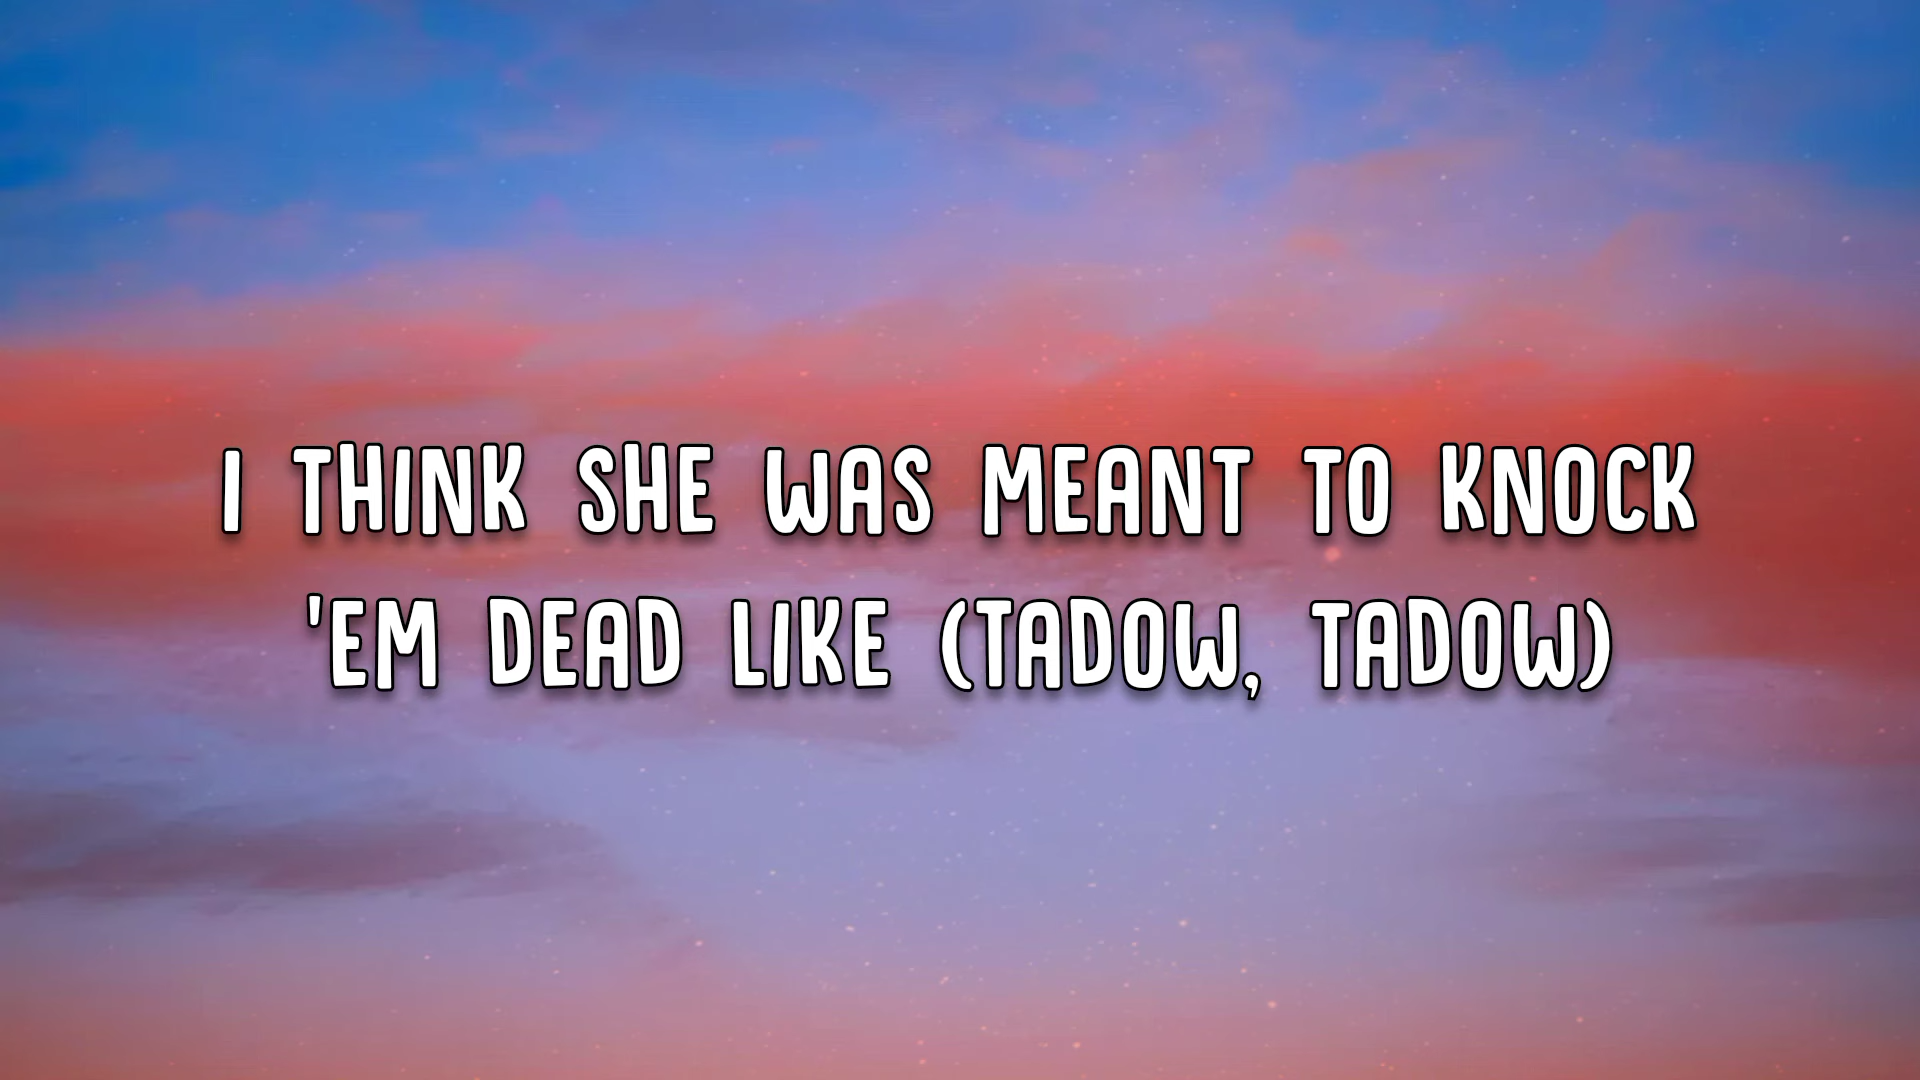 I THINK SHE WAS MEANT TO KNOCK
'EM DEAD LIKE (TADOW, TADOW)